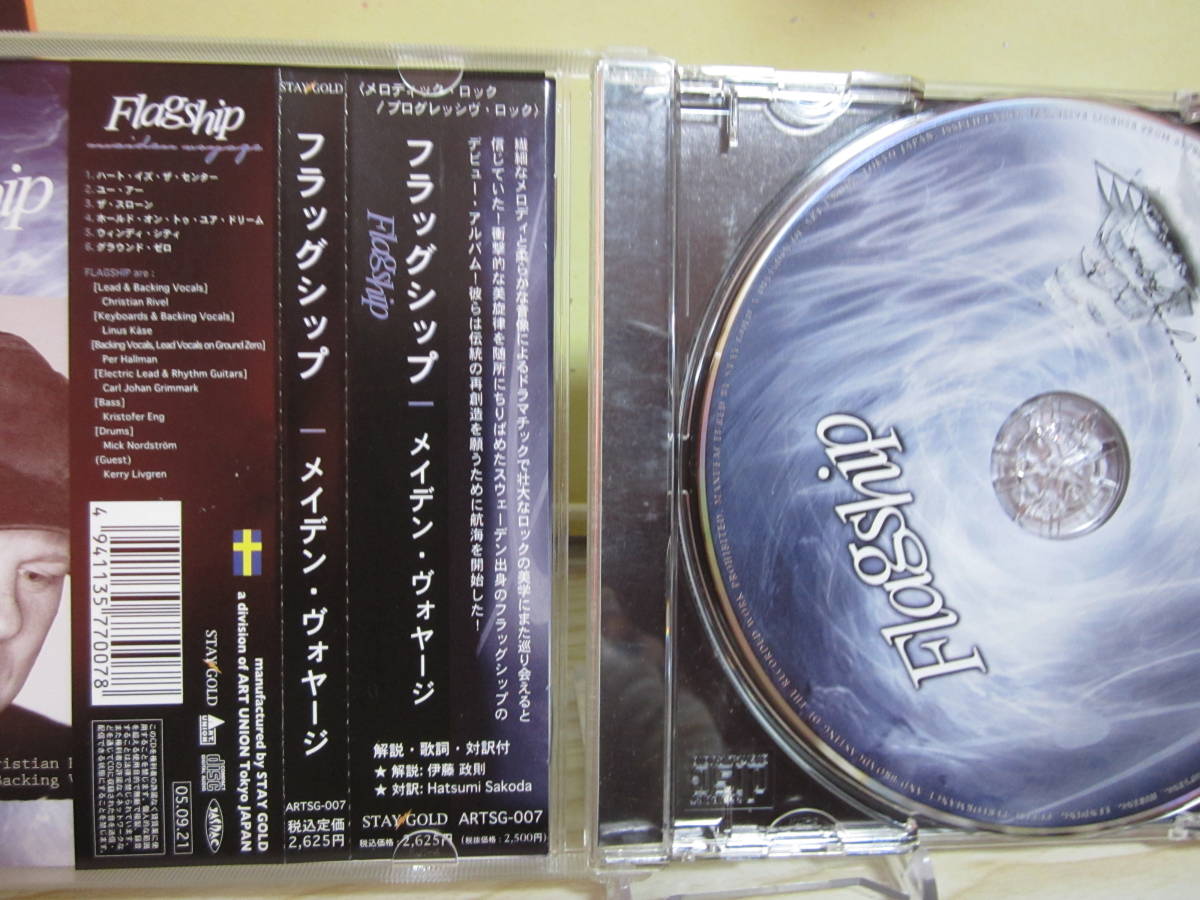 Flagship
maiden voyage
1. ハート・イズ・ザ・センター
2. ユー・アー
3. ザ・スローン
4. ホールド・オン・トゥ・ユア・ドリーム
5. ウィンディ・シティ
6. グラウンド・ゼロ
FLAGSHIP are :
[Lead & Backing Vocals]
Christian Rivel
[Keyboards & Backing Vocals]
Linus Kåse
[Backing Vocals, Lead Vocals on Ground Zero]
Per Hallman
[Electric Lead & Rhythm Guitars]
Carl Johan Grimmark
[Bass]
Kristofer Eng
[Drums]
Mick Nordström
(Guest)
Kerry Livgren
4 941135 770078
manufactured by STAY GOLD
a division of ART UNION Tokyo JAPAN
STAY GOLD
ART UNION
05.09.21
STAY GOLD
フラッグシップ | メイデン・ヴォヤージ
ARTSG-007
税込定価
2,625円
〈メロディック・ロック
/プログレッシヴ・ロック〉
フラッグシップ | メイデン・ヴォヤージ
Flagship
繊細なメロディと柔らかな音像によるドラマチックで壮大なロックの美学にまた巡り会えると
信じていた!衝撃的な美旋律を随所にちりばめたスウェーデン出身のフラッグシップの
デビュー・アルバム!彼らは伝統の再創造を願うために航海を開始した!
解説・歌詞・対訳付
★ 解説: 伊藤 政則
★ 対訳: Hatsumi Sakoda
STAY GOLD ARTSG-007
税込価格: 2,625円 (税抜価格: 2,500円)
Flagship